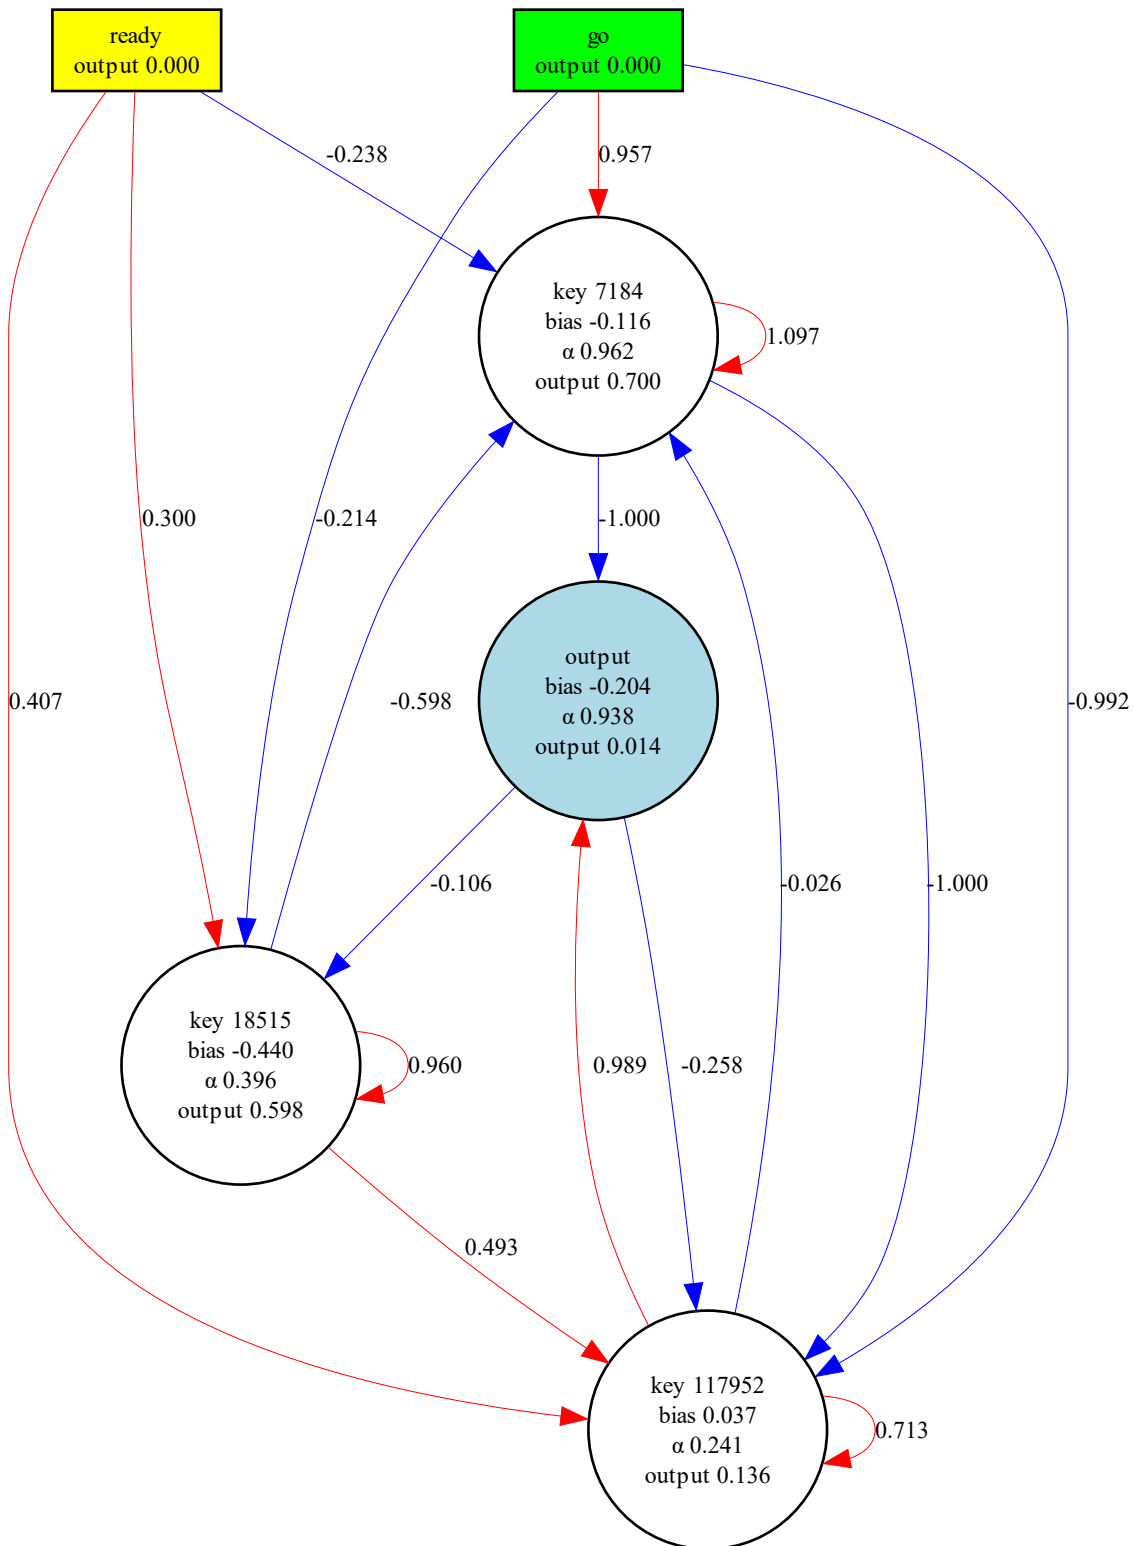 ready
output 0.000
go
output 0.000
-0.238
0.957
key 7184
bias -0.116
α 0.962
output 0.700
1.097
0.300
-0.214
-1.000
output
bias -0.204
α 0.938
output 0.014
0.407
-0.598
-0.992
-0.106
-0.026
-1.000
key 18515
bias -0.440
α 0.396
output 0.598
0.960
0.989
-0.258
0.493
key 117952
bias 0.037
α 0.241
output 0.136
0.713